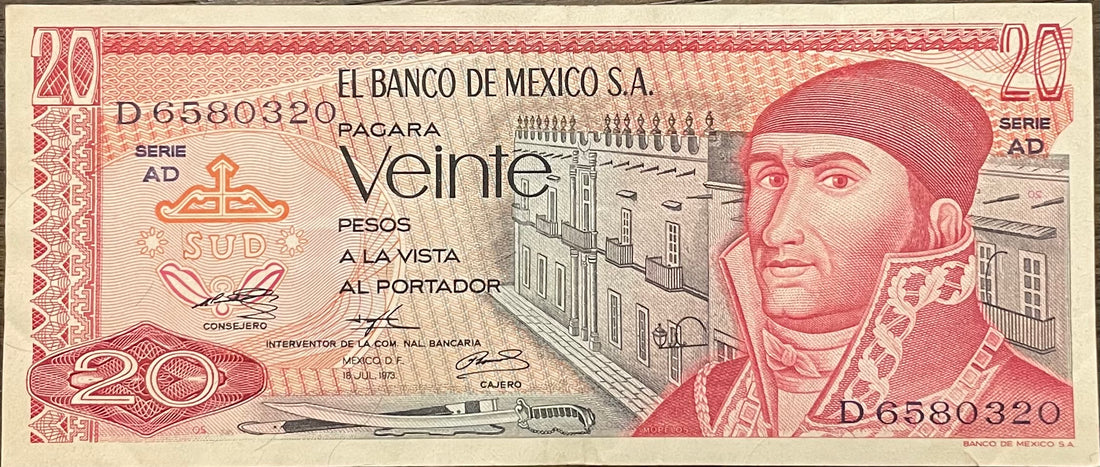 20
20
EL BANCO DE MEXICO S.A.
D 6580320
PAGARA
SERIE
AD
SERIE
AD
Veinte
PESOS
SUD
A LA VISTA
AL PORTADOR
CONSEJERO
INTERVENTOR DE LA COM. NAL. BANCARIA
MEXICO, D. F.
18 JUL. 1973.
CAJERO
20
D 6580320
MORELOS
BANCO DE MEXICO S.A.